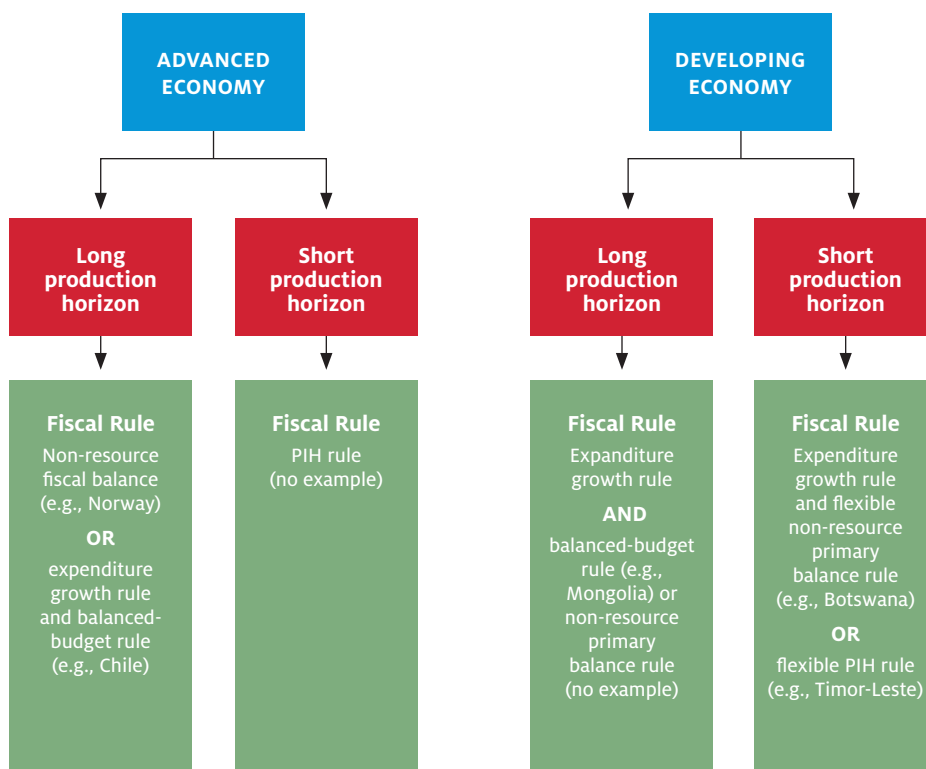 ADVANCED
ECONOMY
Long
production
horizon
Short
production
horizon
Fiscal Rule
Non-resource
fiscal balance
(e.g., Norway)
OR
expenditure
growth rule
and balanced-
budget rule
(e.g., Chile)
Fiscal Rule
PIH rule
(no example)
DEVELOPING
ECONOMY
Long
production
horizon
Short
production
horizon
Fiscal Rule
Expanditure
growth rule
AND
balanced-budget
rule (e.g.,
Mongolia) or
non-resource
primary
balance rule
(no example)
Fiscal Rule
Expenditure
growth rule
and flexible
non-resource
primary
balance rule
(e.g., Botswana)
OR
flexible PIH rule
(e.g., Timor-Leste)